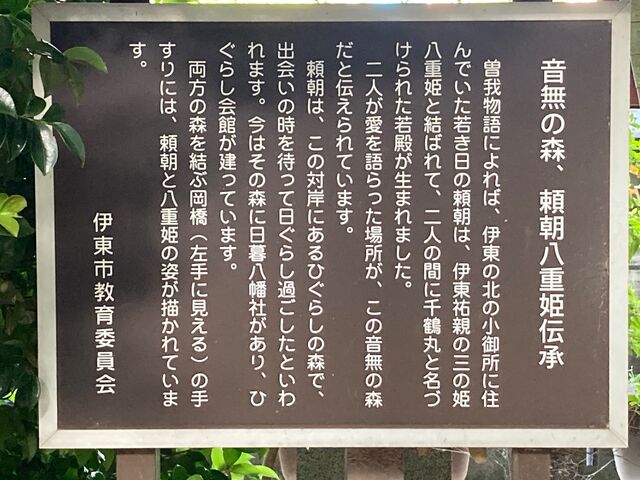 音無の森、頼朝八重姫伝承
曽我物語によれば、伊東の北の小御所に住
んでいた若き日の頼朝は、伊東祐親の三の姫
八重姫と結ばれて、二人の間に千鶴丸と名づ
けられた若殿が生まれました。
二人が愛を語らった場所が、この音無の森
だと伝えられています。
頼朝は、この対岸にあるひぐらしの森で、
出会いの時を待って日ぐらし過ごしたといわ
れます。今はその森に日暮八幡社があり、ひ
ぐらし会館が建っています。
両方の森を結ぶ岡橋（左手に見える）の手
すりには、頼朝と八重姫の姿が描かれていま
す。
伊東市教育委員会